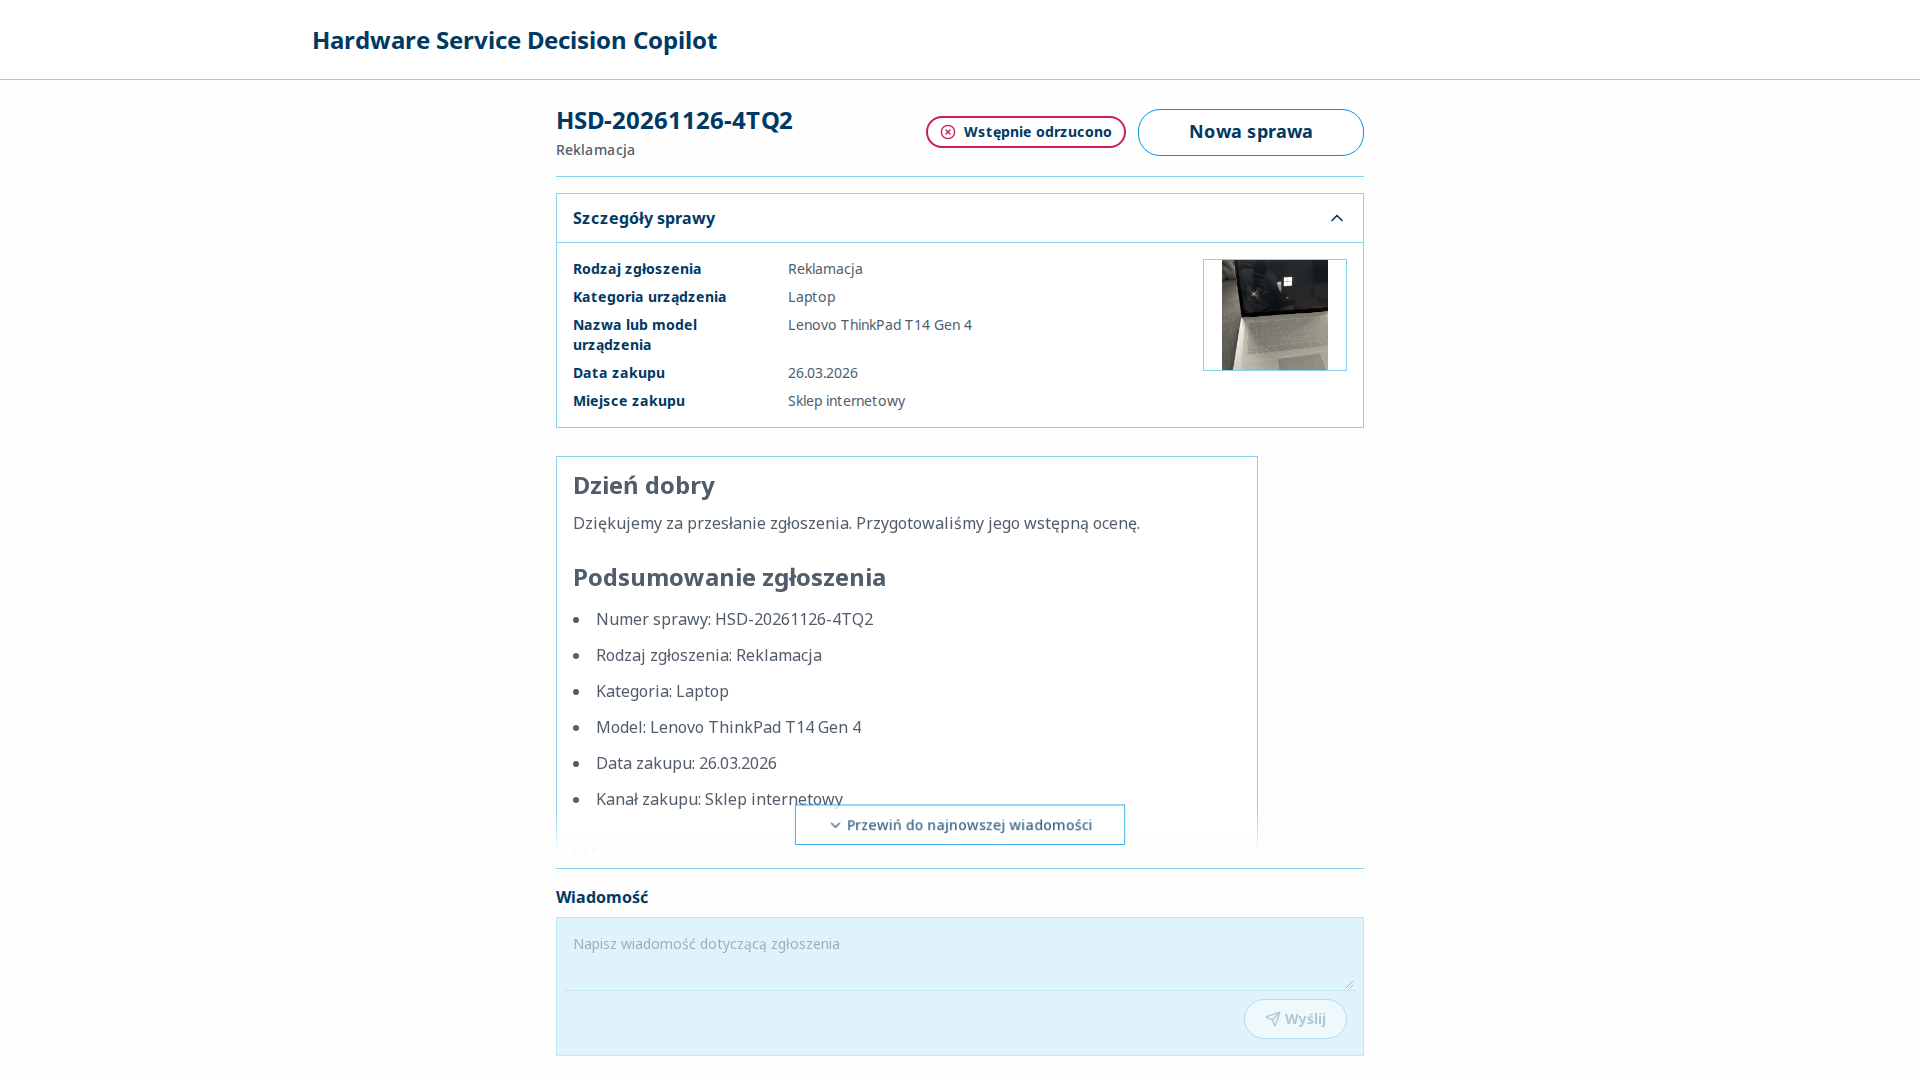 Hardware Service Decision Copilot
HSD-20261126-4TQ2
Reklamacja
Wstępnie odrzucono
Nowa sprawa
Szczegóły sprawy
Rodzaj zgłoszenia Reklamacja
Kategoria urządzenia Laptop
Nazwa lub model urządzenia Lenovo ThinkPad T14 Gen 4
Data zakupu 26.03.2026
Miejsce zakupu Sklep internetowy
Dzień dobry
Dziękujemy za przesłanie zgłoszenia. Przygotowaliśmy jego wstępną ocenę.
Podsumowanie zgłoszenia
Numer sprawy: HSD-20261126-4TQ2
Rodzaj zgłoszenia: Reklamacja
Kategoria: Laptop
Model: Lenovo ThinkPad T14 Gen 4
Data zakupu: 26.03.2026
Kanał zakupu: Sklep internetowy
Przewiń do najnowszej wiadomości
Wiadomość
Napisz wiadomość dotyczącą zgłoszenia
Wyślij